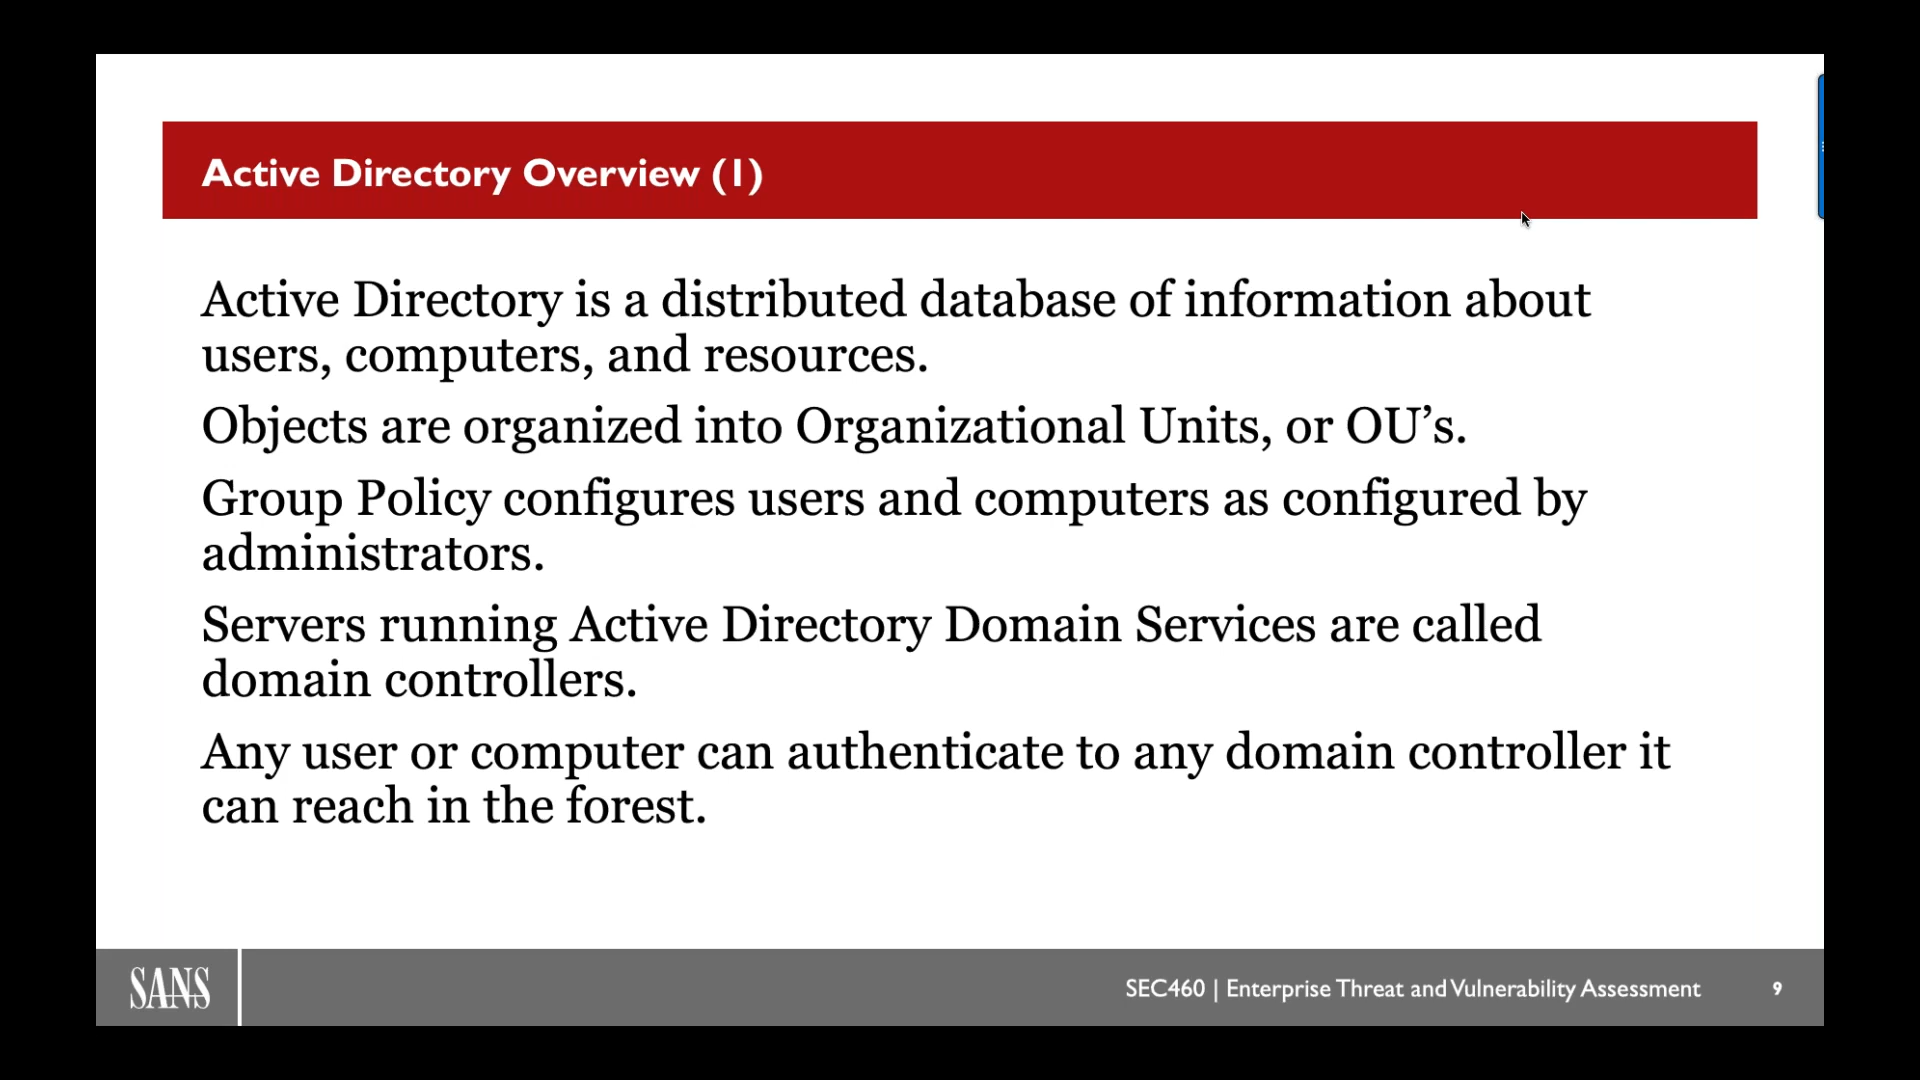 Active Directory Overview (1)
Active Directory is a distributed database of information about
users, computers, and resources.
Objects are organized into Organizational Units, or OU’s.
Group Policy configures users and computers as configured by
administrators.
Servers running Active Directory Domain Services are called
domain controllers.
Any user or computer can authenticate to any domain controller it
can reach in the forest.
SANS
SEC460 | Enterprise Threat and Vulnerability Assessment
9